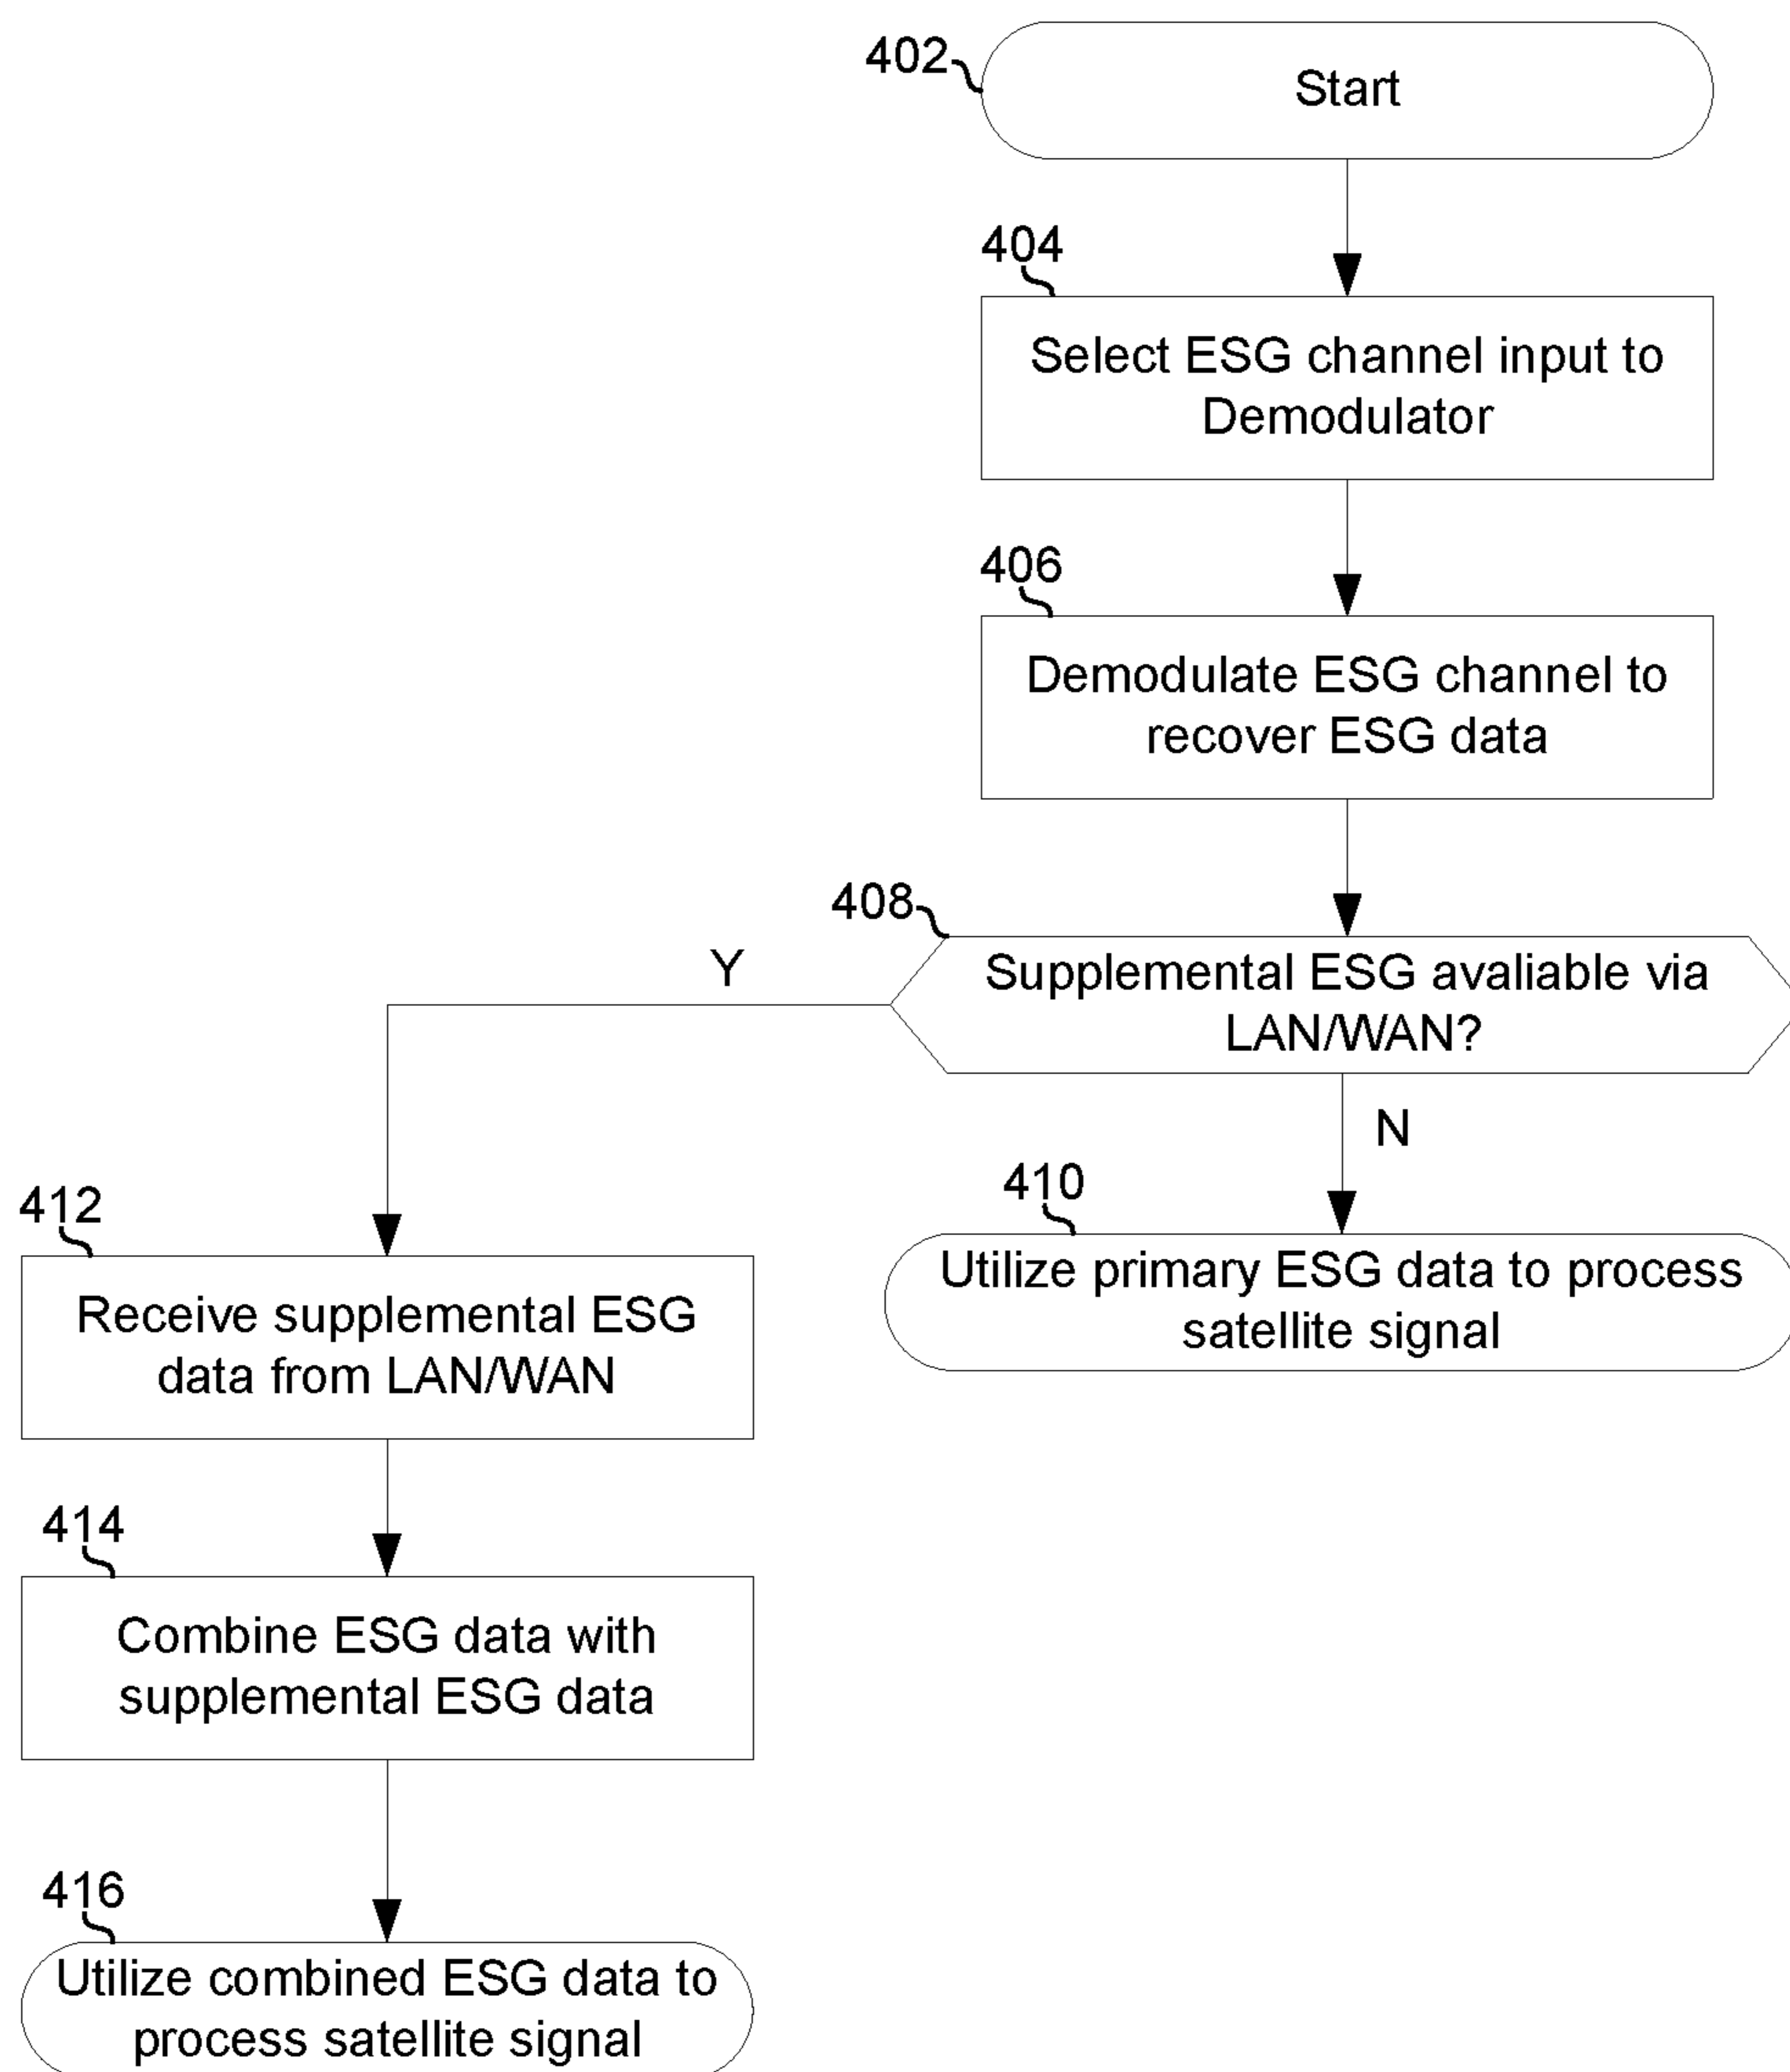 402
Start
404
Select ESG channel input to
Demodulator
406
Demodulate ESG channel to
recover ESG data
408
Y
Supplemental ESG avaliable via
LAN/WAN?
N
410
Utilize primary ESG data to process
satellite signal
412
Receive supplemental ESG
data from LAN/WAN
414
Combine ESG data with
supplemental ESG data
416
Utilize combined ESG data to
process satellite signal